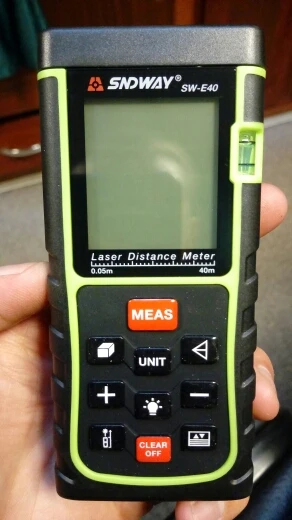 SNDWAY® SW-E40
Laser Distance Meter
0.05m 40m
MEAS
UNIT
+ −
CLEAR
OFF